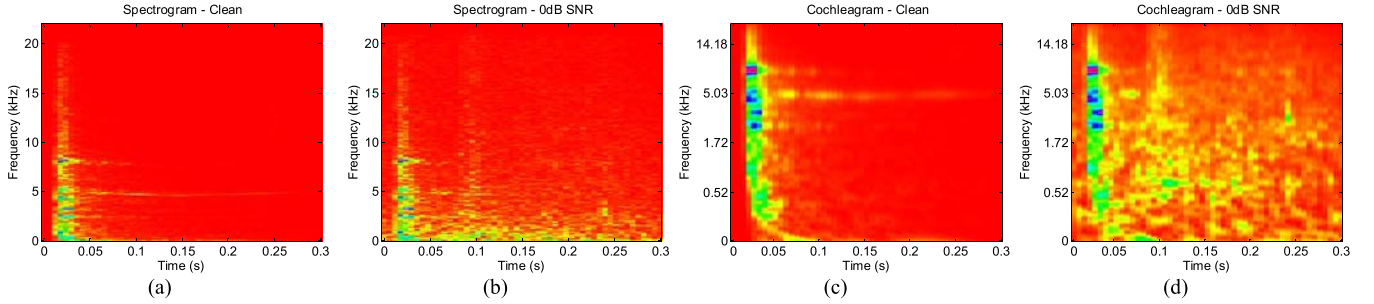 Spectrogram - Clean
Frequency (kHz)
20
15
10
5
0
0 0.05 0.1 0.15 0.2 0.25 0.3
Time (s)
(a)
Spectrogram - 0dB SNR
Frequency (kHz)
20
15
10
5
0
0 0.05 0.1 0.15 0.2 0.25 0.3
Time (s)
(b)
Cochleagram - Clean
Frequency (kHz)
14.18
5.03
1.72
0.52
0
0 0.05 0.1 0.15 0.2 0.25 0.3
Time (s)
(c)
Cochleagram - 0dB SNR
Frequency (kHz)
14.18
5.03
1.72
0.52
0
0 0.05 0.1 0.15 0.2 0.25 0.3
Time (s)
(d)